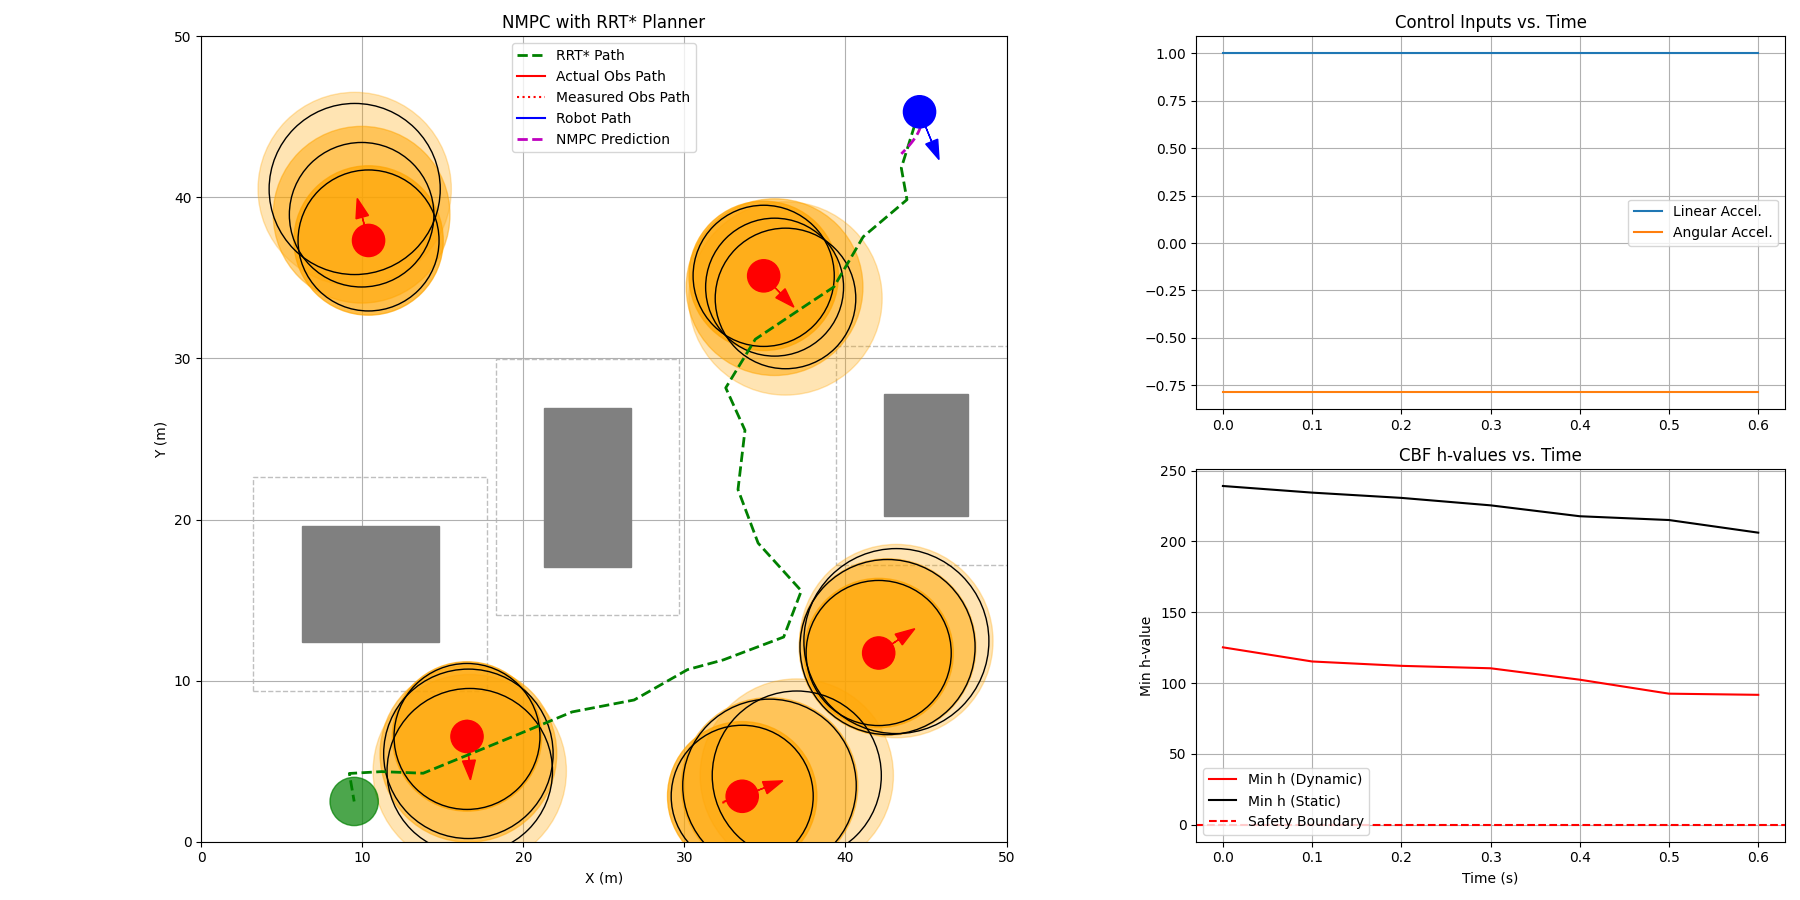 NMPC with RRT* Planner
50
40
30
20
10
0
Y (m)
0 10 20 30 40 50
X (m)
RRT* Path
Actual Obs Path
Measured Obs Path
Robot Path
NMPC Prediction
Control Inputs vs. Time
1.00
0.75
0.50
0.25
0.00
−0.25
−0.50
−0.75
0.0 0.1 0.2 0.3 0.4 0.5 0.6
Linear Accel.
Angular Accel.
CBF h-values vs. Time
250
200
150
100
50
0
Min h-value
0.0 0.1 0.2 0.3 0.4 0.5 0.6
Time (s)
Min h (Dynamic)
Min h (Static)
Safety Boundary